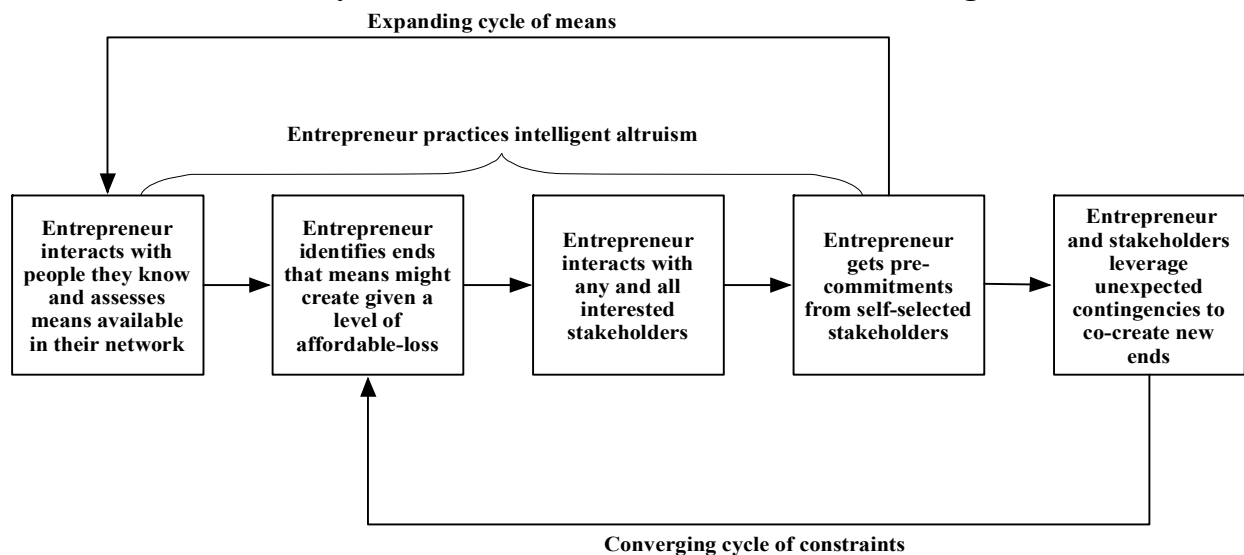 Expanding cycle of means
Entrepreneur practices intelligent altruism
Entrepreneur
interacts with
people they know
and assesses
means available
in their network
Entrepreneur
identifies ends
that means might
create given a
level of
affordable-loss
Entrepreneur
interacts with
any and all
interested
stakeholders
Entrepreneur
gets pre-
commitments
from self-selected
stakeholders
Entrepreneur
and stakeholders
leverage
unexpected
contingencies to
co-create new
ends
Converging cycle of constraints